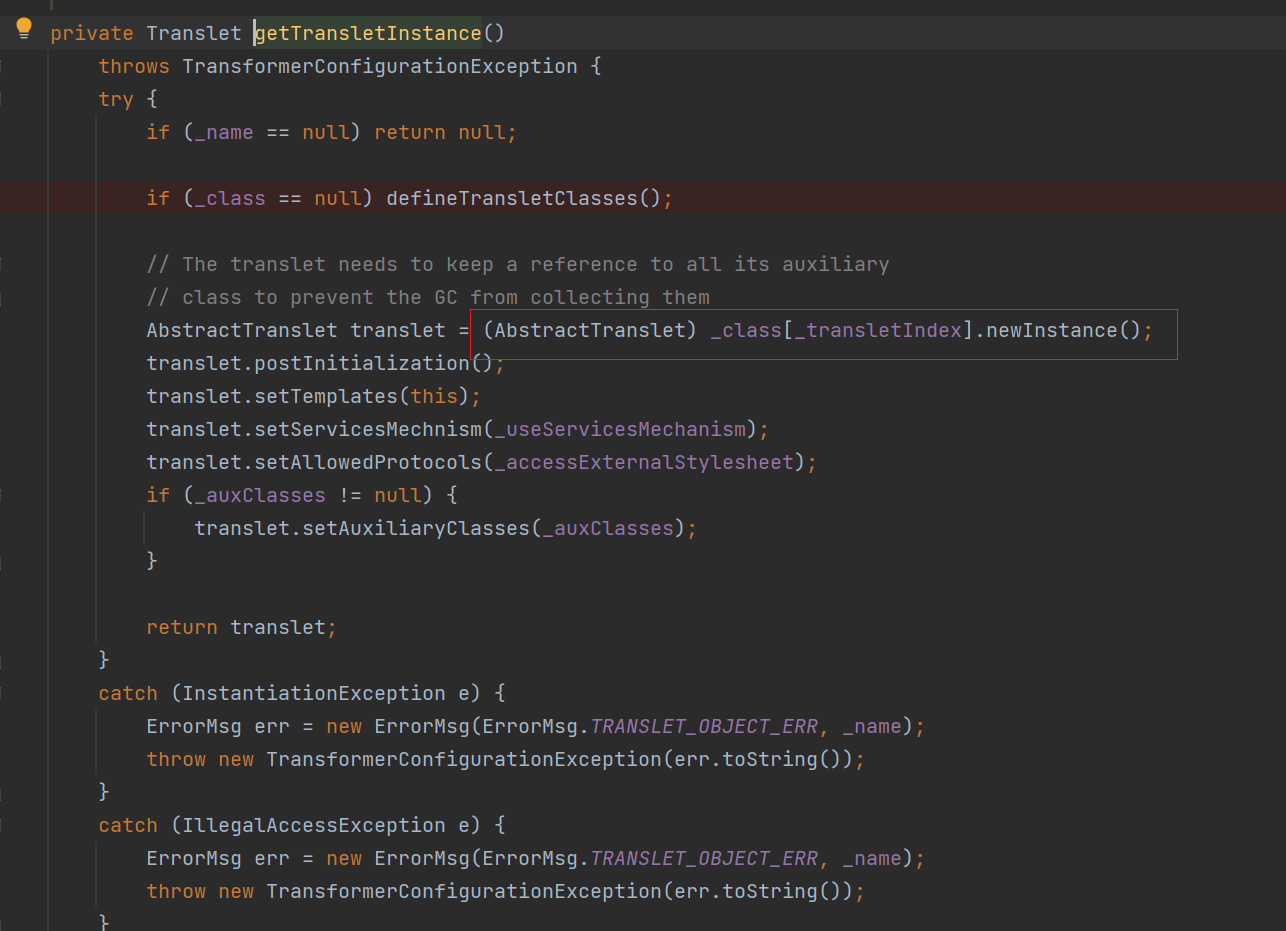 private Translet getTransletInstance()
throws TransformerConfigurationException {
try {
if (_name == null) return null;
if (_class == null) defineTransletClasses();
// The translet needs to keep a reference to all its auxiliary
// class to prevent the GC from collecting them
AbstractTranslet translet = (AbstractTranslet) _class[_transletIndex].newInstance();
translet.postInitialization();
translet.setTemplates(this);
translet.setServicesMechnism(_useServicesMechanism);
translet.setAllowedProtocols(_accessExternalStylesheet);
if (_auxClasses != null) {
translet.setAuxiliaryClasses(_auxClasses);
}
return translet;
}
catch (InstantiationException e) {
ErrorMsg err = new ErrorMsg(ErrorMsg.TRANSLET_OBJECT_ERR, _name);
throw new TransformerConfigurationException(err.toString());
}
catch (IllegalAccessException e) {
ErrorMsg err = new ErrorMsg(ErrorMsg.TRANSLET_OBJECT_ERR, _name);
throw new TransformerConfigurationException(err.toString());
}